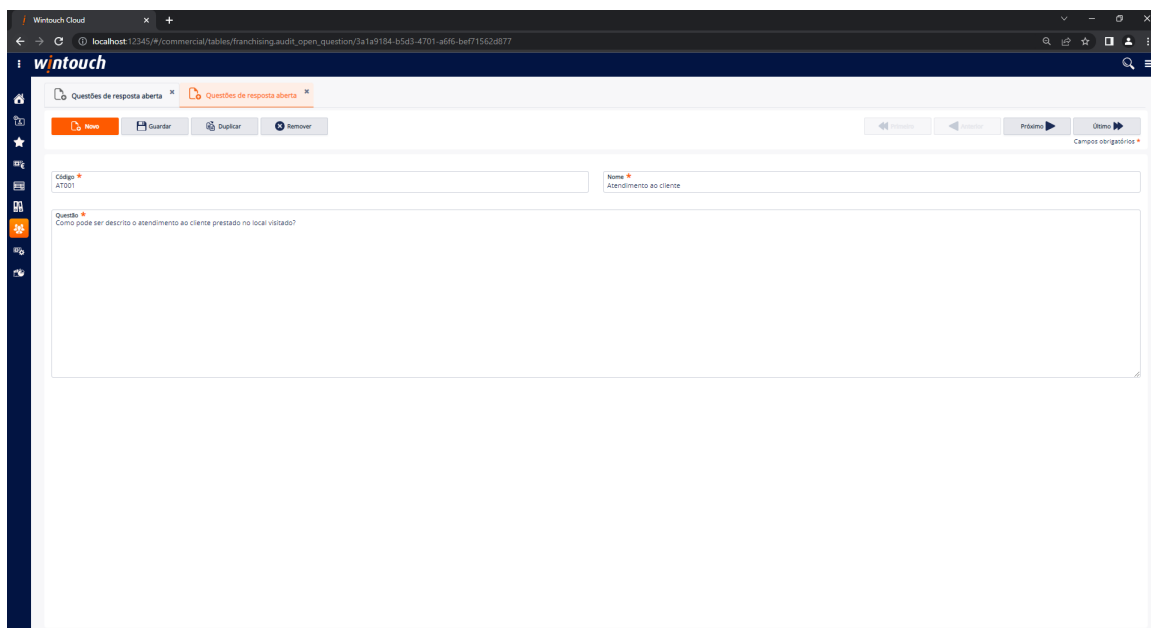 Wintouch Cloud
localhost:12345/#/commercial/tables/franchising.audit_open_question/3a1a9184-b5d3-4701-a6f6-bef71562d877
wintouch
Questões de resposta aberta
Questões de resposta aberta
Novo Guardar Duplicar Remover Primeiro Anterior Próximo Último
Campos obrigatórios *
Código * Nome *
AT001 Atendimento ao cliente
Questão *
Como pode ser descrito o atendimento ao cliente prestado no local visitado?